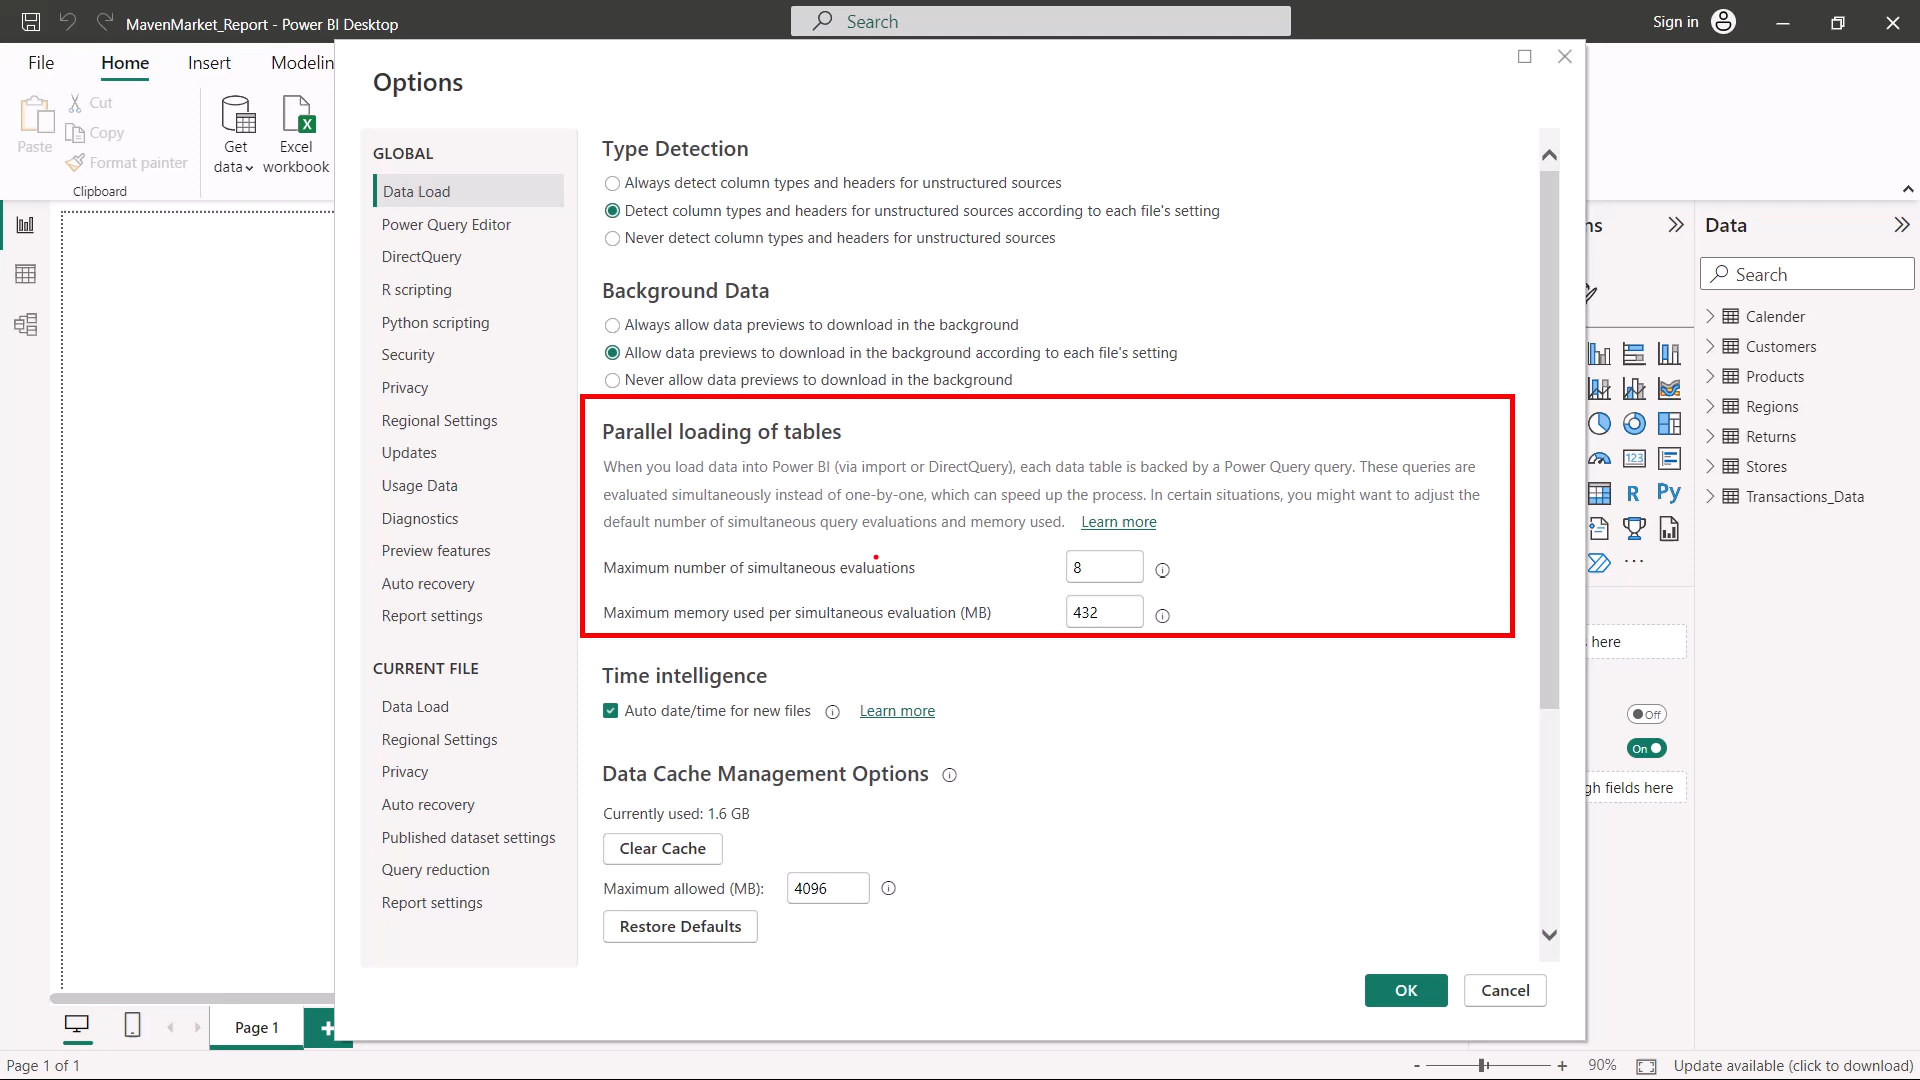 MavenMarket_Report - Power BI Desktop
Search
Sign in
File
Home
Insert
Modelin
Paste
Cut
Copy
Format painter
Clipboard
Get
data
Excel
workbook
Options
GLOBAL
Data Load
Power Query Editor
DirectQuery
R scripting
Python scripting
Security
Privacy
Regional Settings
Updates
Usage Data
Diagnostics
Preview features
Auto recovery
Report settings
CURRENT FILE
Data Load
Regional Settings
Privacy
Auto recovery
Published dataset settings
Query reduction
Report settings
Type Detection
Always detect column types and headers for unstructured sources
Detect column types and headers for unstructured sources according to each file's setting
Never detect column types and headers for unstructured sources
Background Data
Always allow data previews to download in the background
Allow data previews to download in the background according to each file's setting
Never allow data previews to download in the background
Parallel loading of tables
When you load data into Power BI (via import or DirectQuery), each data table is backed by a Power Query query. These queries are
evaluated simultaneously instead of one-by-one, which can speed up the process. In certain situations, you might want to adjust the
default number of simultaneous query evaluations and memory used. Learn more
Maximum number of simultaneous evaluations 8
Maximum memory used per simultaneous evaluation (MB) 432
Time intelligence
Auto date/time for new files Learn more
Data Cache Management Options
Currently used: 1.6 GB
Clear Cache
Maximum allowed (MB): 4096
Restore Defaults
OK
Cancel
ns
123
R
Py
here
Off
On
gh fields here
Data
Search
Calender
Customers
Products
Regions
Returns
Stores
Transactions_Data
Page 1
Page 1 of 1
90%
Update available (click to download)